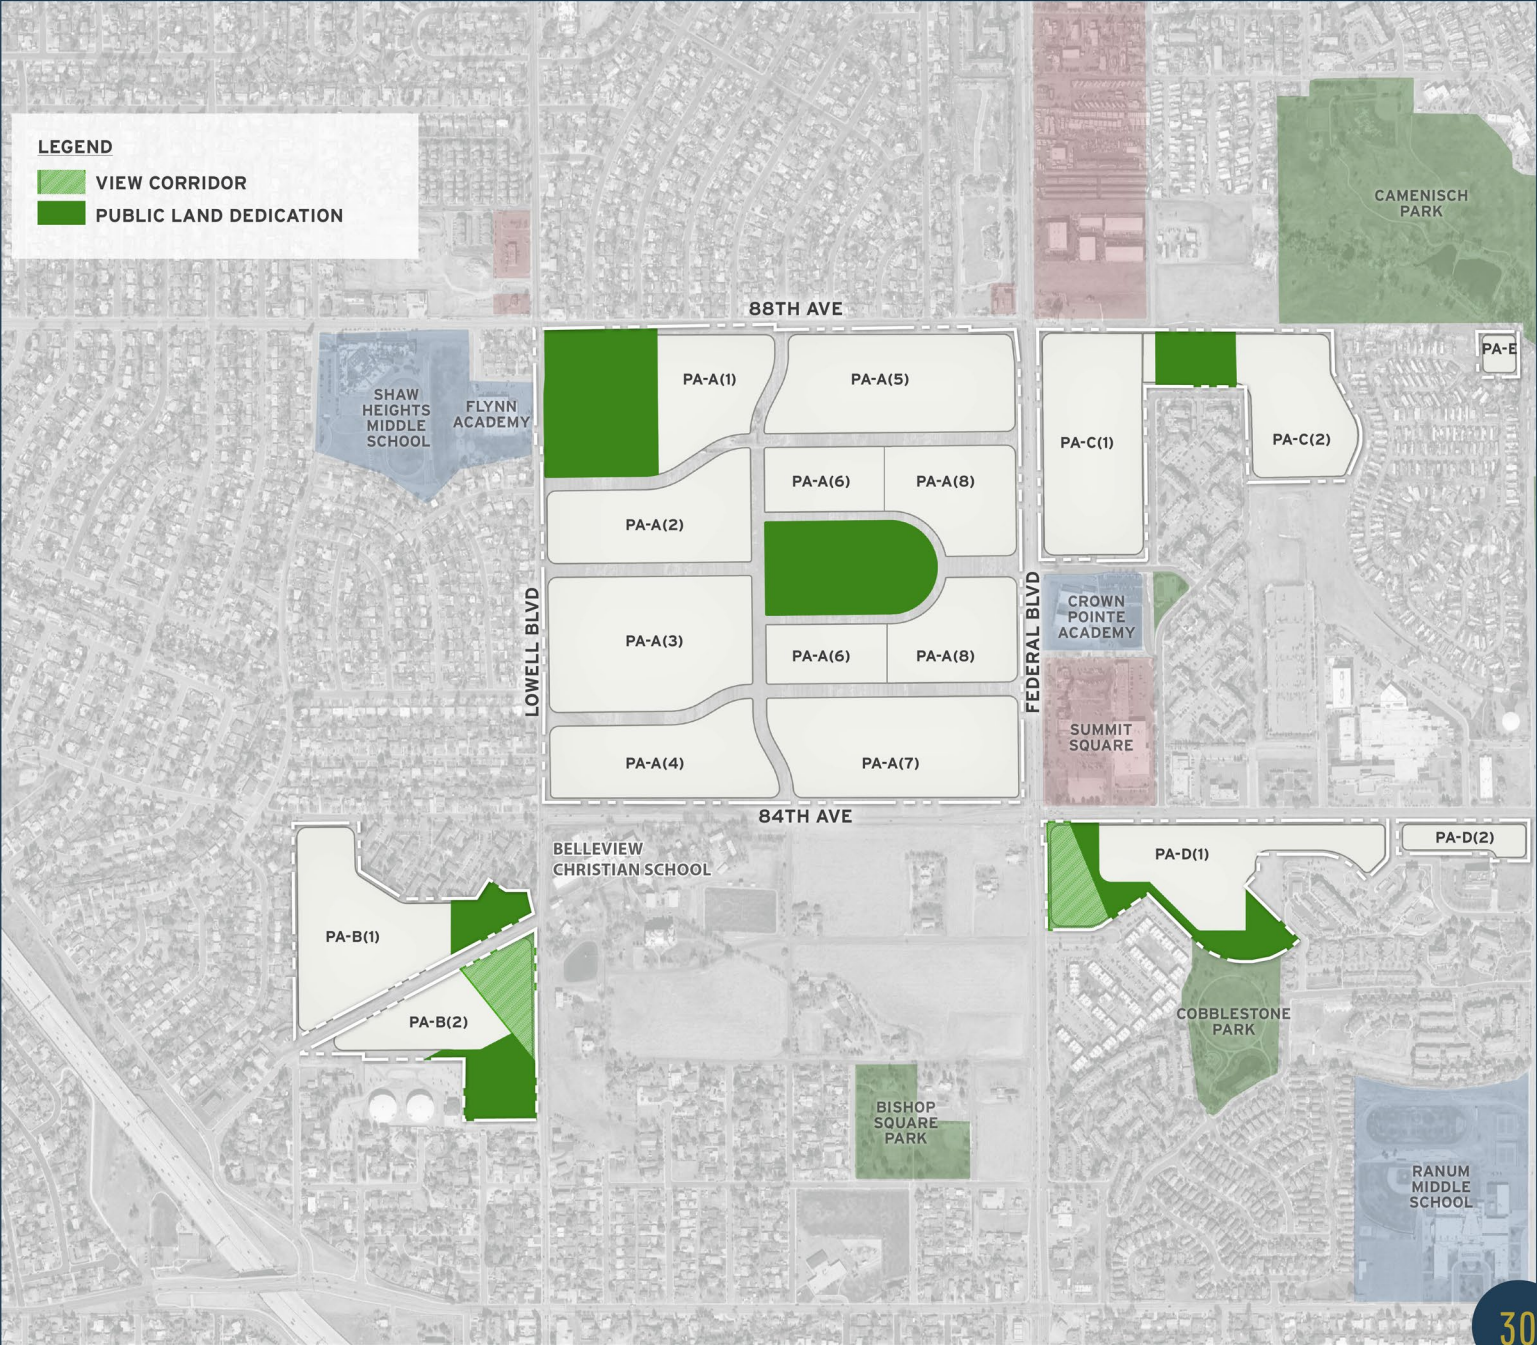 LEGEND
VIEW CORRIDOR
PUBLIC LAND DEDICATION
CAMENISCH
PARK
88TH AVE
SHAW
HEIGHTS
MIDDLE
SCHOOL
FLYNN
ACADEMY
PA-A(1)
PA-A(5)
PA-E
PA-C(1)
PA-C(2)
PA-A(6)
PA-A(8)
PA-A(2)
LOWELL BLVD
FEDERAL BLVD
CROWN
POINTE
ACADEMY
PA-A(3)
PA-A(6)
PA-A(8)
SUMMIT
SQUARE
PA-A(4)
PA-A(7)
84TH AVE
BELLEVIEW
CHRISTIAN SCHOOL
PA-D(1)
PA-D(2)
PA-B(1)
PA-B(2)
COBBLESTONE
PARK
BISHOP
SQUARE
PARK
RANUM
MIDDLE
SCHOOL
30